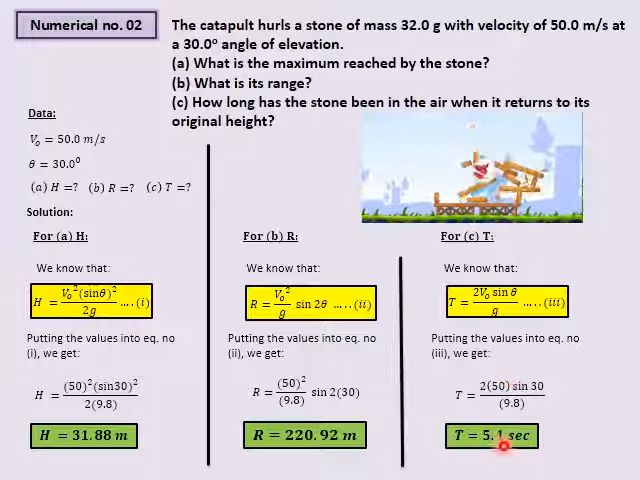 Numerical no. 02
The catapult hurls a stone of mass 32.0 g with velocity of 50.0 m/s at
a 30.0° angle of elevation.
(a) What is the maximum reached by the stone?
(b) What is its range?
(c) How long has the stone been in the air when it returns to its
original height?
Data:
V₀ = 50.0 m/s
θ = 30.0⁰
(a) H =? (b) R =? (c) T =?
Solution:
For (a) H:
We know that:
H = V₀²(sinθ)² / 2g .... (i)
Putting the values into eq. no
(i), we get:
H = (50)²(sin30)² / 2(9.8)
H = 31.88 m
For (b) R:
We know that:
R = V₀² / g sin 2θ ..... (ii)
Putting the values into eq. no
(ii), we get:
R = (50)² / (9.8) sin 2(30)
R = 220.92 m
For (c) T:
We know that:
T = 2V₀ sin θ / g ..... (iii)
Putting the values into eq. no
(iii), we get:
T = 2(50) sin 30 / (9.8)
T = 5.1 sec